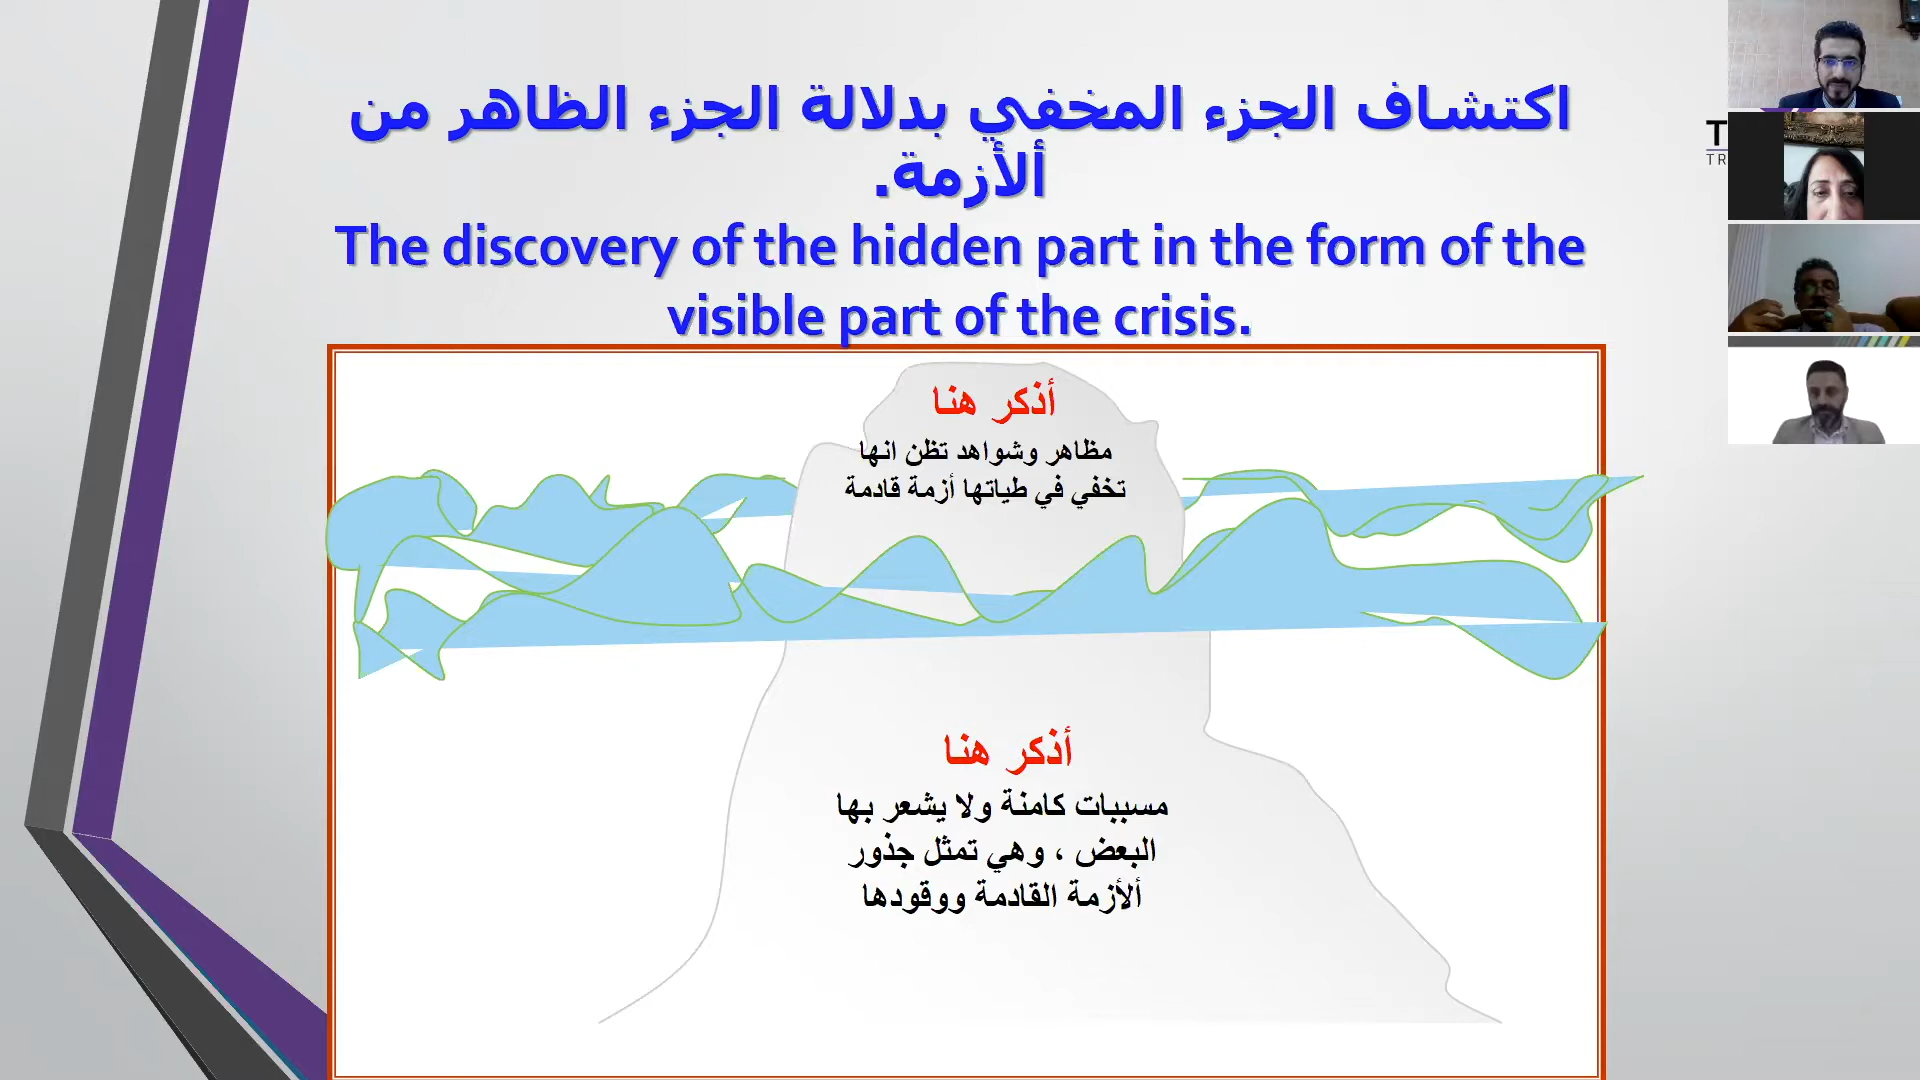 اكتشاف الجزء المخفي بدلالة الجزء الظاهر من
ألأزمة.
The discovery of the hidden part in the form of the
visible part of the crisis.
أذكر هنا
مظاهر وشواهد تظن انها
تخفي في طياتها أزمة قادمة
أذكر هنا
مسببات كامنة ولا يشعر بها
البعض ، وهي تمثل جذور
ألأزمة القادمة ووقودها